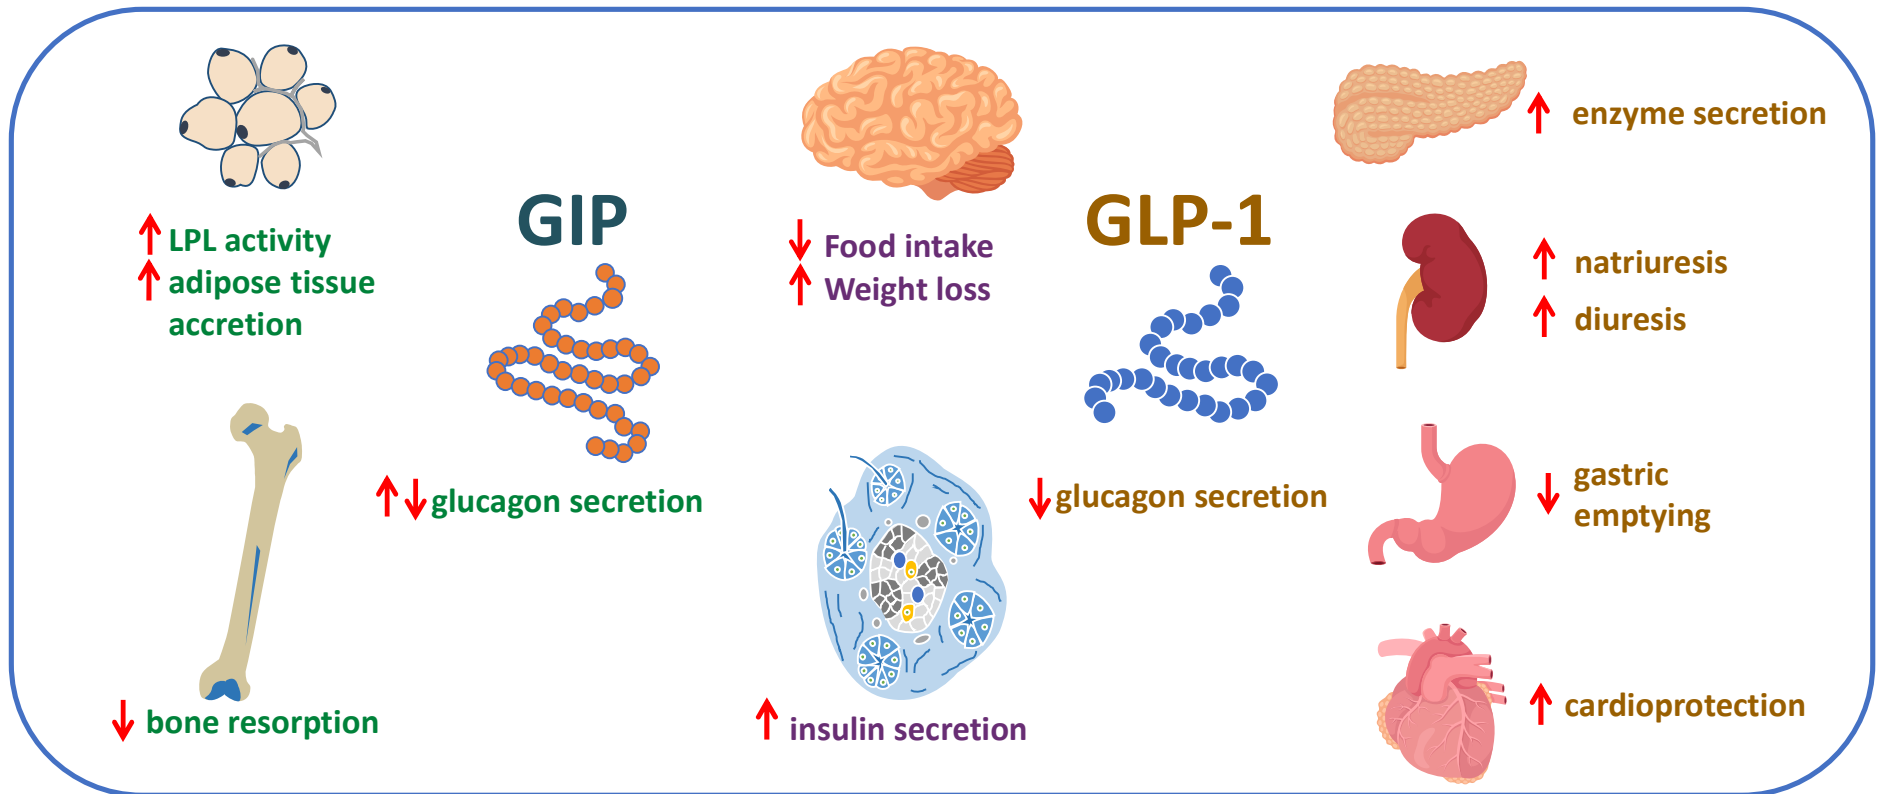 LPL activity
adipose tissue
accretion
bone resorption
GIP
glucagon secretion
Food intake
Weight loss
insulin secretion
GLP-1
glucagon secretion
enzyme secretion
natriuresis
diuresis
gastric
emptying
cardioprotection